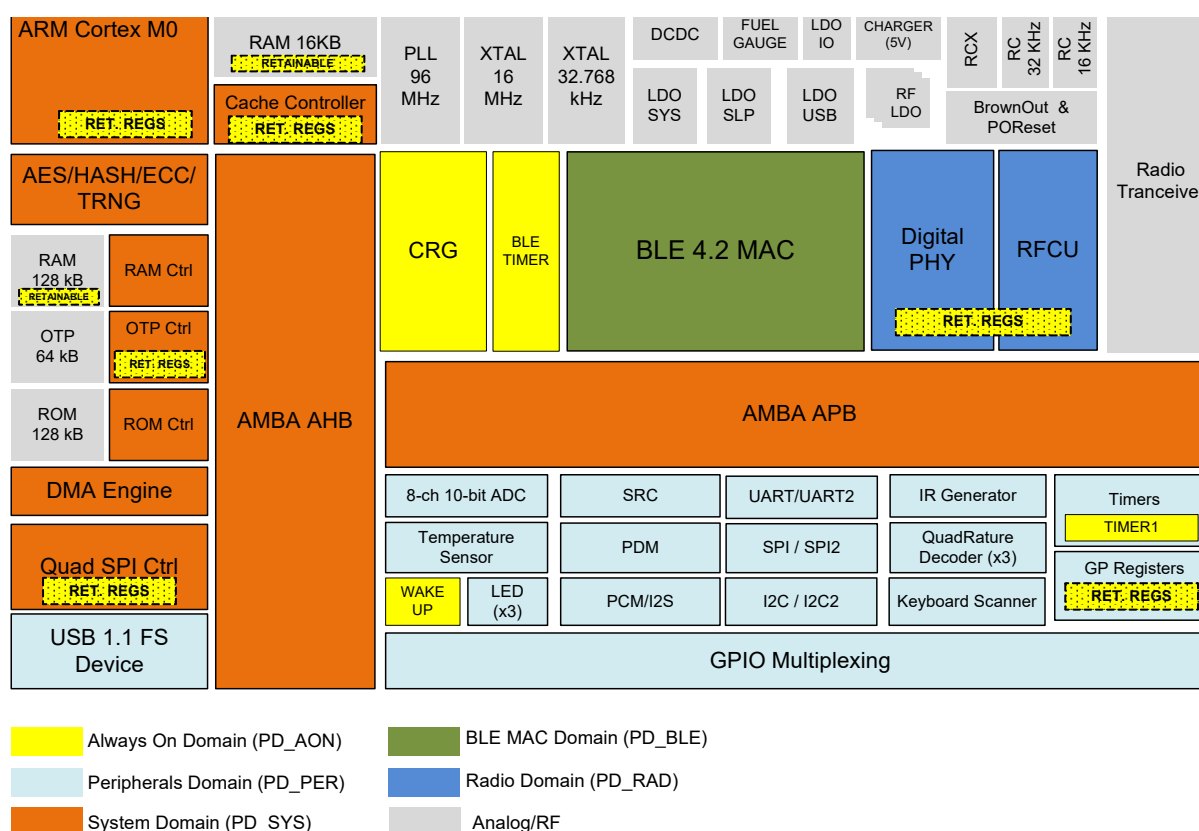 ARM Cortex M0
RET. REGS
RAM 16KB
RETAINABLE
Cache Controller
RET. REGS
PLL
96
MHz
XTAL
16
MHz
XTAL
32.768
kHz
DCDC
FUEL
GAUGE
LDO
IO
CHARGER
(5V)
LDO
SYS
LDO
SLP
LDO
USB
RF
LDO
RCX
RC
32 KHz
RC
16 KHz
BrownOut &
POReset
Radio
Tranceive
AES/HASH/ECC/
TRNG
RAM
128 kB
RETAINABLE
RAM Ctrl
OTP
64 kB
OTP Ctrl
RET. REGS
ROM
128 kB
ROM Ctrl
DMA Engine
Quad SPI Ctrl
RET. REGS
USB 1.1 FS
Device
AMBA AHB
CRG
BLE
TIMER
BLE 4.2 MAC
Digital
PHY
RFCU
RET. REGS
AMBA APB
8-ch 10-bit ADC
SRC
UART/UART2
IR Generator
Timers
TIMER1
Temperature
Sensor
PDM
SPI / SPI2
QuadRature
Decoder (x3)
GP Registers
RET. REGS
WAKE
UP
LED
(x3)
PCM/I2S
I2C / I2C2
Keyboard Scanner
GPIO Multiplexing
Always On Domain (PD_AON)
BLE MAC Domain (PD_BLE)
Peripherals Domain (PD_PER)
Radio Domain (PD_RAD)
System Domain (PD_SYS)
Analog/RF